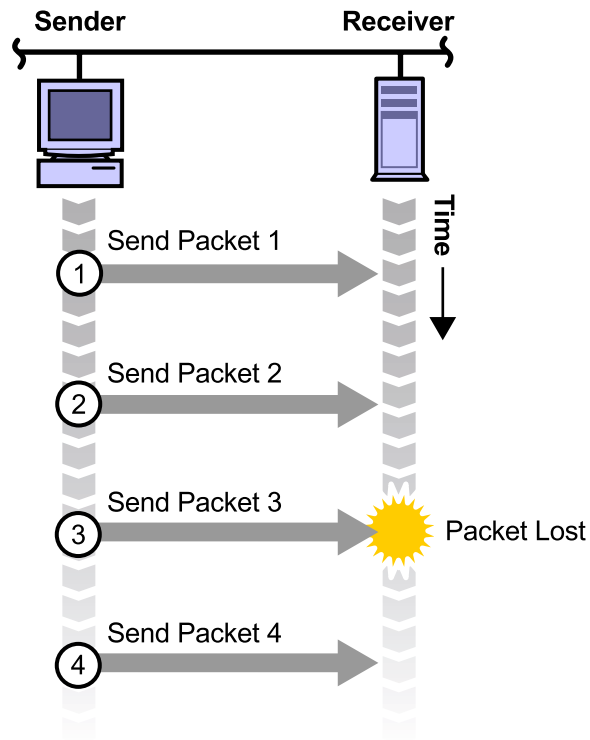 Sender
Receiver
Time
Send Packet 1
1
Send Packet 2
2
Send Packet 3
3
Packet Lost
Send Packet 4
4